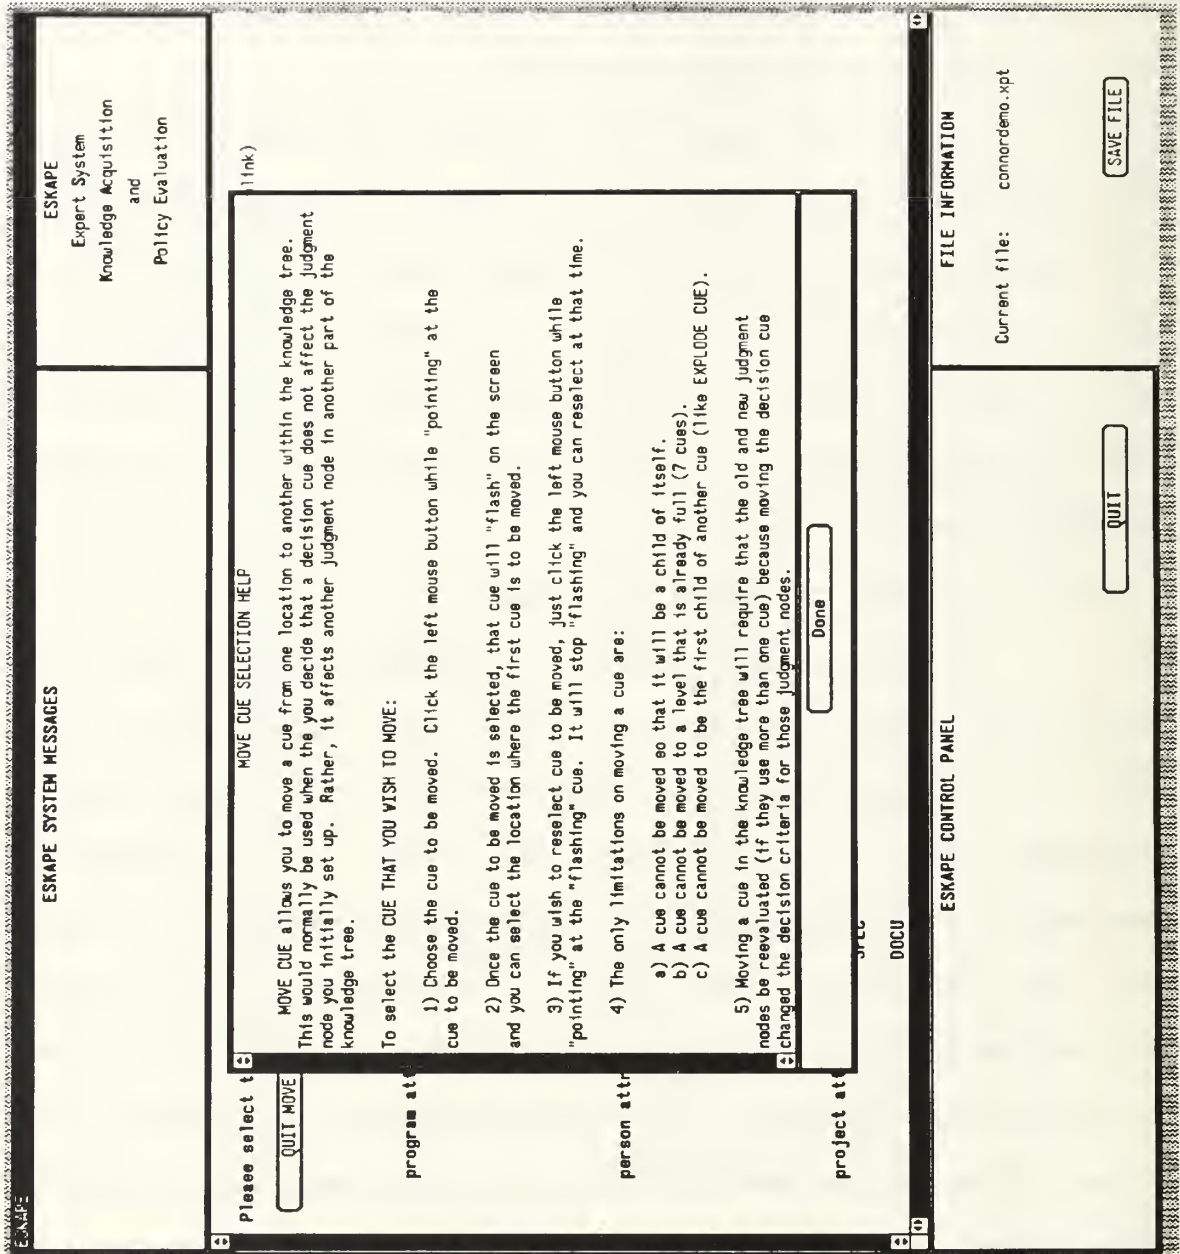 ESKAPE
ESKAPE SYSTEM MESSAGES
ESKAPE
Expert System
Knowledge Acquisition
and
Policy Evaluation
Please select t
link)
QUIT MOVE
program att
person attr
project att
DOCU
MOVE CUE SELECTION HELP
MOVE CUE allows you to move a cue from one location to another within the knowledge tree.
This would normally be used when the you decide that a decision cue does not affect the judgment
node you initially set up. Rather, it affects another judgment node in another part of the
knowledge tree.
To select the CUE THAT YOU WISH TO MOVE:
1) Choose the cue to be moved. Click the left mouse button while "pointing" at the
cue to be moved.
2) Once the cue to be moved is selected, that cue will "flash" on the screen
and you can select the location where the first cue is to be moved.
3) If you wish to reselect cue to be moved, just click the left mouse button while
"pointing" at the "flashing" cue. It will stop "flashing" and you can reselect at that time.
4) The only limitations on moving a cue are:
a) A cue cannot be moved so that it will be a child of itself.
b) A cue cannot be moved to a level that is already full (7 cues).
c) A cue cannot be moved to be the first child of another cue (like EXPLODE CUE).
5) Moving a cue in the knowledge tree will require that the old and new judgment
nodes be reevaluated (if they use more than one cue) because moving the decision cue
changed the decision criteria for those judgment nodes.
Done
ESKAPE CONTROL PANEL
QUIT
FILE INFORMATION
Current file: connordemo.xpt
SAVE FILE